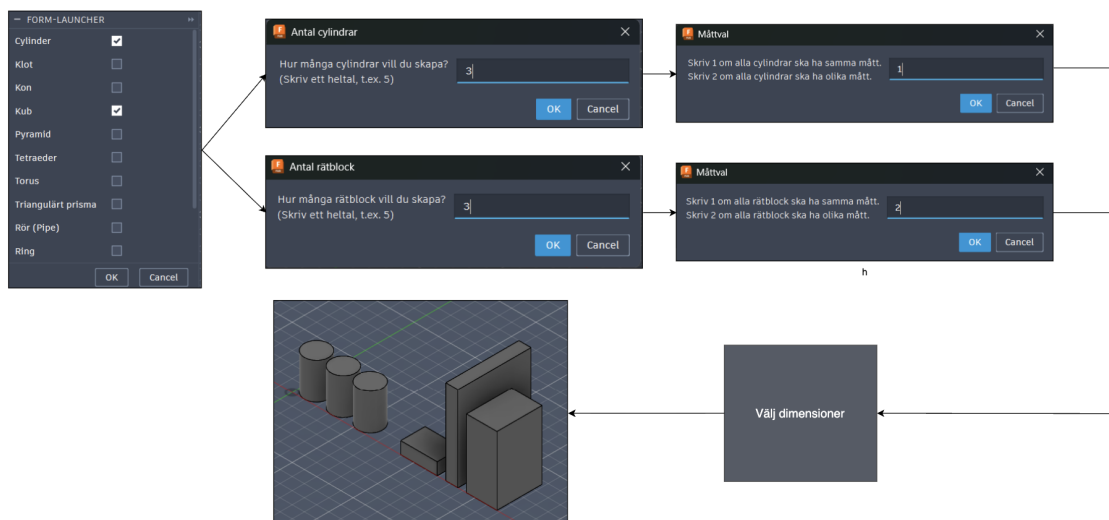 FORM-LAUNCHER
Cylinder
Klot
Kon
Kub
Pyramid
Tetraeder
Torus
Triangulärt prisma
Rör (Pipe)
Ring
OK
Cancel
Antal cylindrar
Hur många cylindrar vill du skapa?
(Skriv ett heltal, t.ex. 5)
3
OK
Cancel
Måttval
Skriv 1 om alla cylindrar ska ha samma mått.
Skriv 2 om alla cylindrar ska ha olika mått.
1
OK
Cancel
Antal rätblock
Hur många rätblock vill du skapa?
(Skriv ett heltal, t.ex. 5)
3
OK
Cancel
Måttval
Skriv 1 om alla rätblock ska ha samma mått.
Skriv 2 om alla rätblock ska ha olika mått.
2
OK
Cancel
h
Välj dimensioner